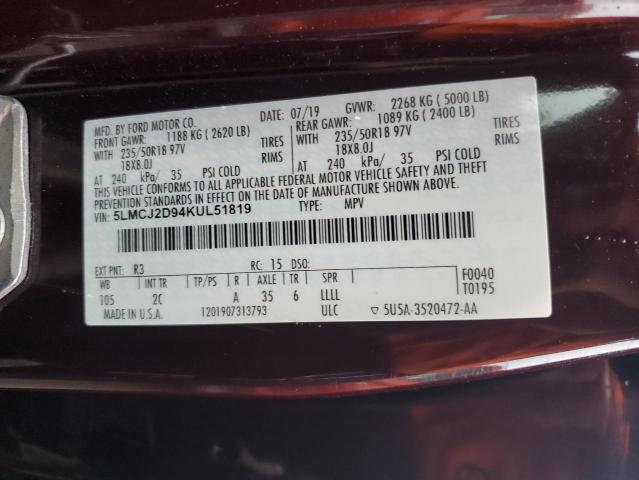 MFD. BY FORD MOTOR CO. DATE: 07/19 GVWR: 2268 KG ( 5000 LB)
FRONT GAWR: 1188 KG ( 2620 LB) REAR GAWR: 1089 KG ( 2400 LB)
WITH 235/50R18 97V TIRES WITH 235/50R18 97V TIRES
18X8.0J RIMS 18X8.0J RIMS
AT 240 kPa/ 35 PSI COLD AT 240 kPa/ 35 PSI COLD
THIS VEHICLE CONFORMS TO ALL APPLICABLE FEDERAL MOTOR VEHICLE SAFETY AND THEFT
PREVENTION STANDARDS IN EFFECT ON THE DATE OF MANUFACTURE SHOWN ABOVE.
VIN: 5LMCJ2D94KUL51819 TYPE: MPV
EXT PNT: R3 RC: 15 DSO: F0040
WB INT TR TP/PS R AXLE TR SPR T0195
105 2C A 35 6 LLLL
MADE IN U.S.A. 1201907313793 ULC ▽ 5U5A-3520472-AA